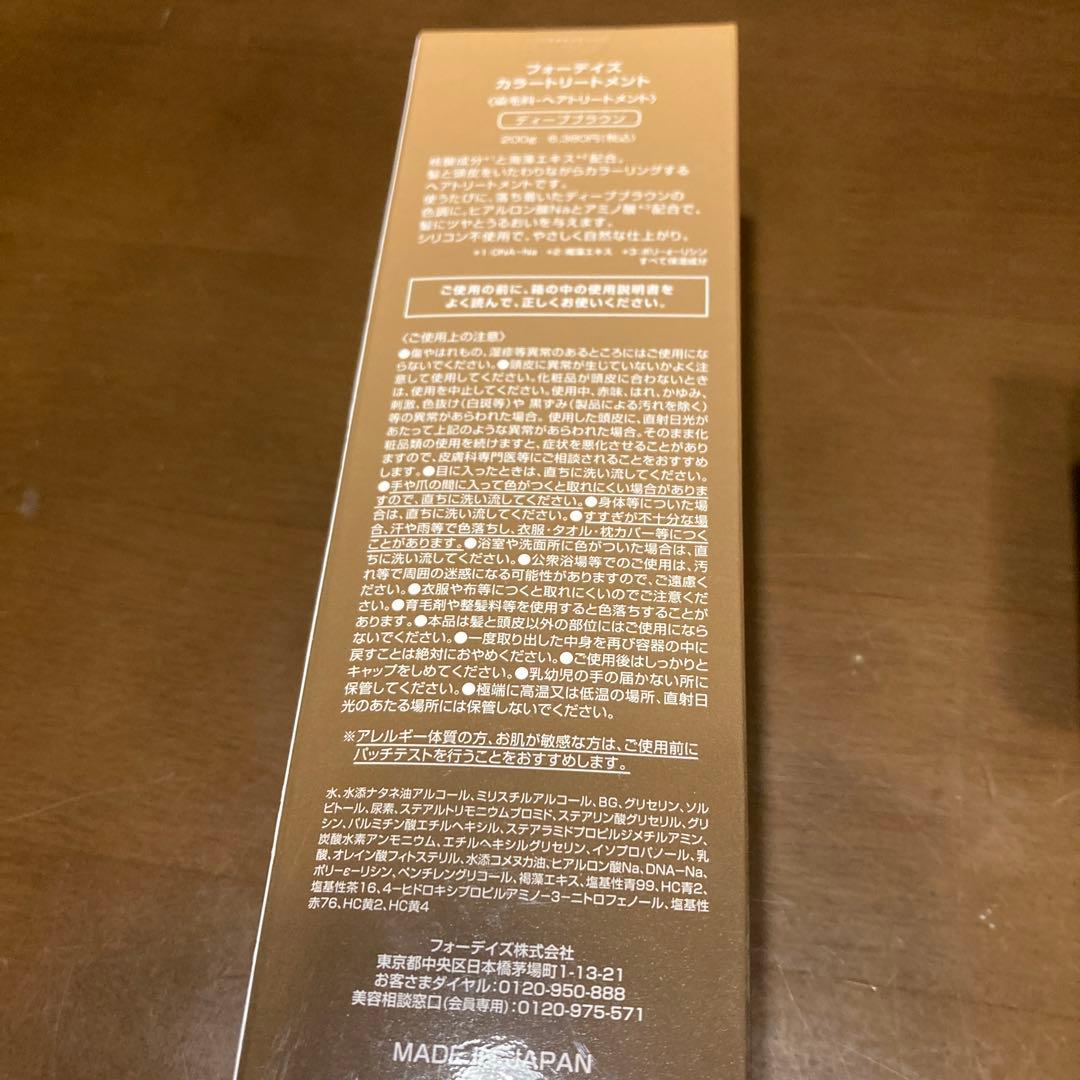 フォーデイズ
カラートリートメント
〈染毛料・ヘアトリートメント〉
ディープブラウン
200g 6,380円(税込)
核酸成分*1と海藻エキス*2配合。
髪と頭皮をいたわりながらカラーリングする
ヘアトリートメントです。
使うたびに、落ち着いたディープブラウンの
色調に。ヒアルロン酸Naとアミノ酸*3配合で、
髪にツヤとうるおいを与えます。
シリコン不使用で、やさしく自然な仕上がり。
*1:DNA-Na *2:褐藻エキス *3:ポリ-ε-リシン
すべて保湿成分
ご使用の前に、箱の中の使用説明書を
よく読んで、正しくお使いください。
〈ご使用上の注意〉
●傷やはれもの、湿疹等異常のあるところにはご使用にな
らないでください。●頭皮に異常が生じていないかよく注
意して使用してください。化粧品が頭皮に合わないとき
は、使用を中止してください。使用中、赤味、はれ、かゆみ、
刺激、色抜け(白斑等)や 黒ずみ(製品による汚れを除く)
等の異常があらわれた場合。使用した頭皮に、直射日光が
あたって上記のような異常があらわれた場合。そのまま化
粧品類の使用を続けますと、症状を悪化させることがあり
ますので、皮膚科専門医等にご相談されることをおすすめ
します。●目に入ったときは、直ちに洗い流してください。
●手や爪の間に入って色がつくと取れにくい場合がありま
すので、直ちに洗い流してください。●身体等についた場
合は、直ちに洗い流してください。●すすぎが不十分な場
合、汗や雨等で色落ちし、衣服・タオル・枕カバー等につく
ことがあります。●浴室や洗面所に色がついた場合は、直
ちに洗い流してください。●公衆浴場等でのご使用は、汚
れ等で周囲の迷惑になる可能性がありますので、ご遠慮く
ださい。●衣服や布等につくと取れにくいのでご注意くだ
さい。●育毛剤や整髪料等を使用すると色落ちすることが
あります。●本品は髪と頭皮以外の部位にはご使用になら
ないでください。●一度取り出した中身を再び容器の中に
戻すことは絶対におやめください。●ご使用後はしっかりと
キャップをしめてください。●乳幼児の手の届かない所に
保管してください。●極端に高温又は低温の場所、直射日
光のあたる場所には保管しないでください。
※アレルギー体質の方、お肌が敏感な方は、ご使用前に
パッチテストを行うことをおすすめします。
水、水添ナタネ油アルコール、ミリスチルアルコール、BG、グリセリン、ソル
ビトール、尿素、ステアルトリモニウムブロミド、ステアリン酸グリセリル、グリ
シン、パルミチン酸エチルヘキシル、ステアラミドプロピルジメチルアミン、
炭酸水素アンモニウム、エチルヘキシルグリセリン、イソプロパノール、乳
酸、オレイン酸フィトステリル、水添コメヌカ油、ヒアルロン酸Na、DNA-Na、
ポリ-ε-リシン、ペンチレングリコール、褐藻エキス、塩基性青99、HC青2、
塩基性茶16、4-ヒドロキシプロピルアミノ-3-ニトロフェノール、塩基性
赤76、HC黄2、HC黄4
フォーデイズ株式会社
東京都中央区日本橋茅場町1-13-21
お客さまダイヤル:0120-950-888
美容相談窓口(会員専用):0120-975-571
MADE IN JAPAN